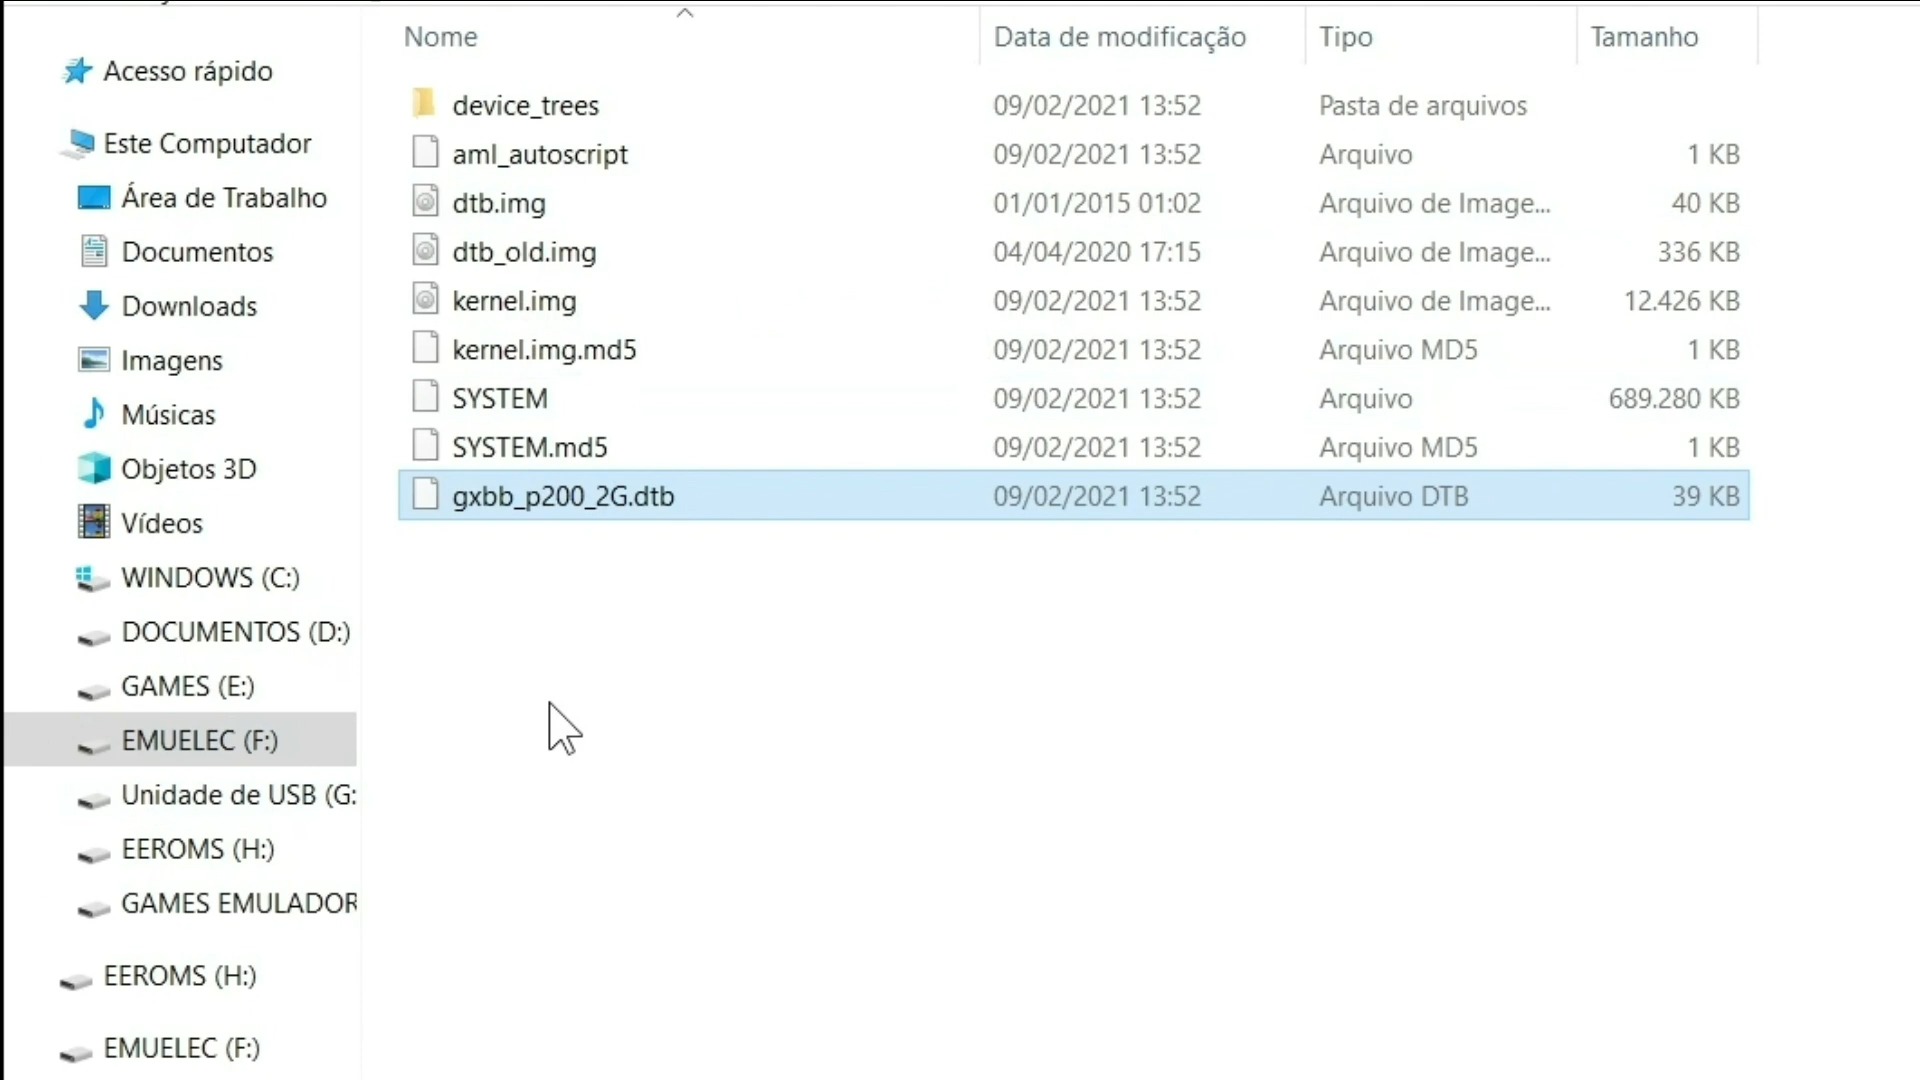 Nome Data de modificação Tipo Tamanho
Acesso rápido
Este Computador
Área de Trabalho
Documentos
Downloads
Imagens
Músicas
Objetos 3D
Vídeos
WINDOWS (C:)
DOCUMENTOS (D:)
GAMES (E:)
EMUELEC (F:)
Unidade de USB (G:
EEROMS (H:)
GAMES EMULADOR
EEROMS (H:)
EMUELEC (F:)
device_trees 09/02/2021 13:52 Pasta de arquivos
aml_autoscript 09/02/2021 13:52 Arquivo 1 KB
dtb.img 01/01/2015 01:02 Arquivo de Image... 40 KB
dtb_old.img 04/04/2020 17:15 Arquivo de Image... 336 KB
kernel.img 09/02/2021 13:52 Arquivo de Image... 12.426 KB
kernel.img.md5 09/02/2021 13:52 Arquivo MD5 1 KB
SYSTEM 09/02/2021 13:52 Arquivo 689.280 KB
SYSTEM.md5 09/02/2021 13:52 Arquivo MD5 1 KB
gxbb_p200_2G.dtb 09/02/2021 13:52 Arquivo DTB 39 KB